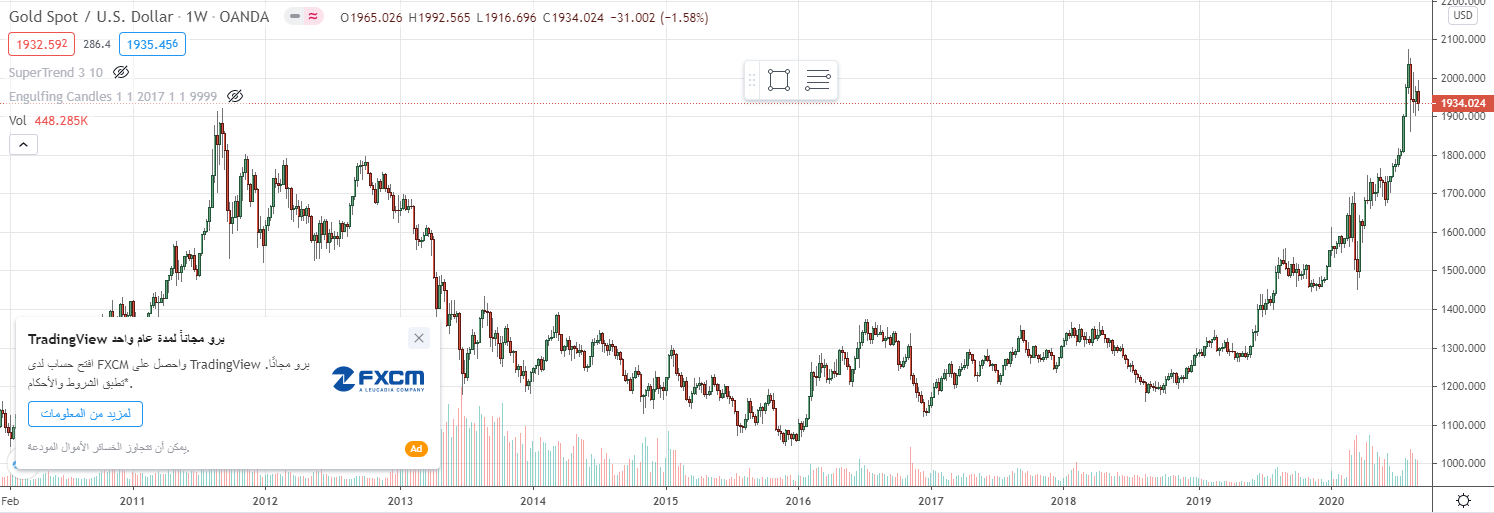 Gold Spot / U.S. Dollar · 1W · OANDA O1965.026 H1992.565 L1916.696 C1934.024 −31.002 (−1.58%)
1932.592 286.4 1935.456
SuperTrend 3 10
Engulfing Candles 1 1 2017 1 1 9999
Vol 448.285K
USD
2200.000
2100.000
2000.000
1934.024
1900.000
1800.000
1700.000
1600.000
1500.000
1400.000
1300.000
1200.000
1100.000
1000.000
TradingView برو مجاناً لمدة عام واحد
افتح حساب لدى FXCM واحصل على TradingView برو مجانًا.
*تطبق الشروط والأحكام.
لمزيد من المعلومات
يمكن أن تتجاوز الخسائر الأموال المودعة.
FXCM
A LEUCADIA COMPANY
Ad
Feb 2011 2012 2013 2014 2015 2016 2017 2018 2019 2020